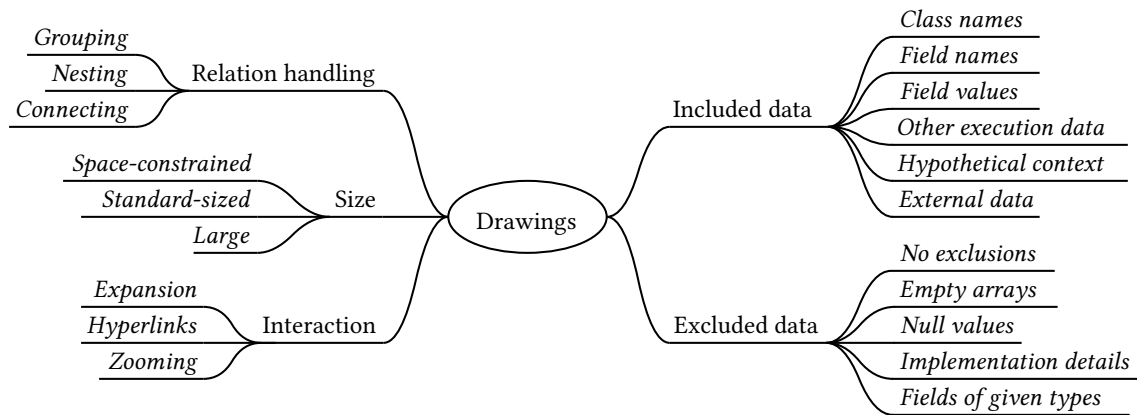 Drawings
Relation handling
Grouping
Nesting
Connecting
Size
Space-constrained
Standard-sized
Large
Interaction
Expansion
Hyperlinks
Zooming
Included data
Class names
Field names
Field values
Other execution data
Hypothetical context
External data
Excluded data
No exclusions
Empty arrays
Null values
Implementation details
Fields of given types